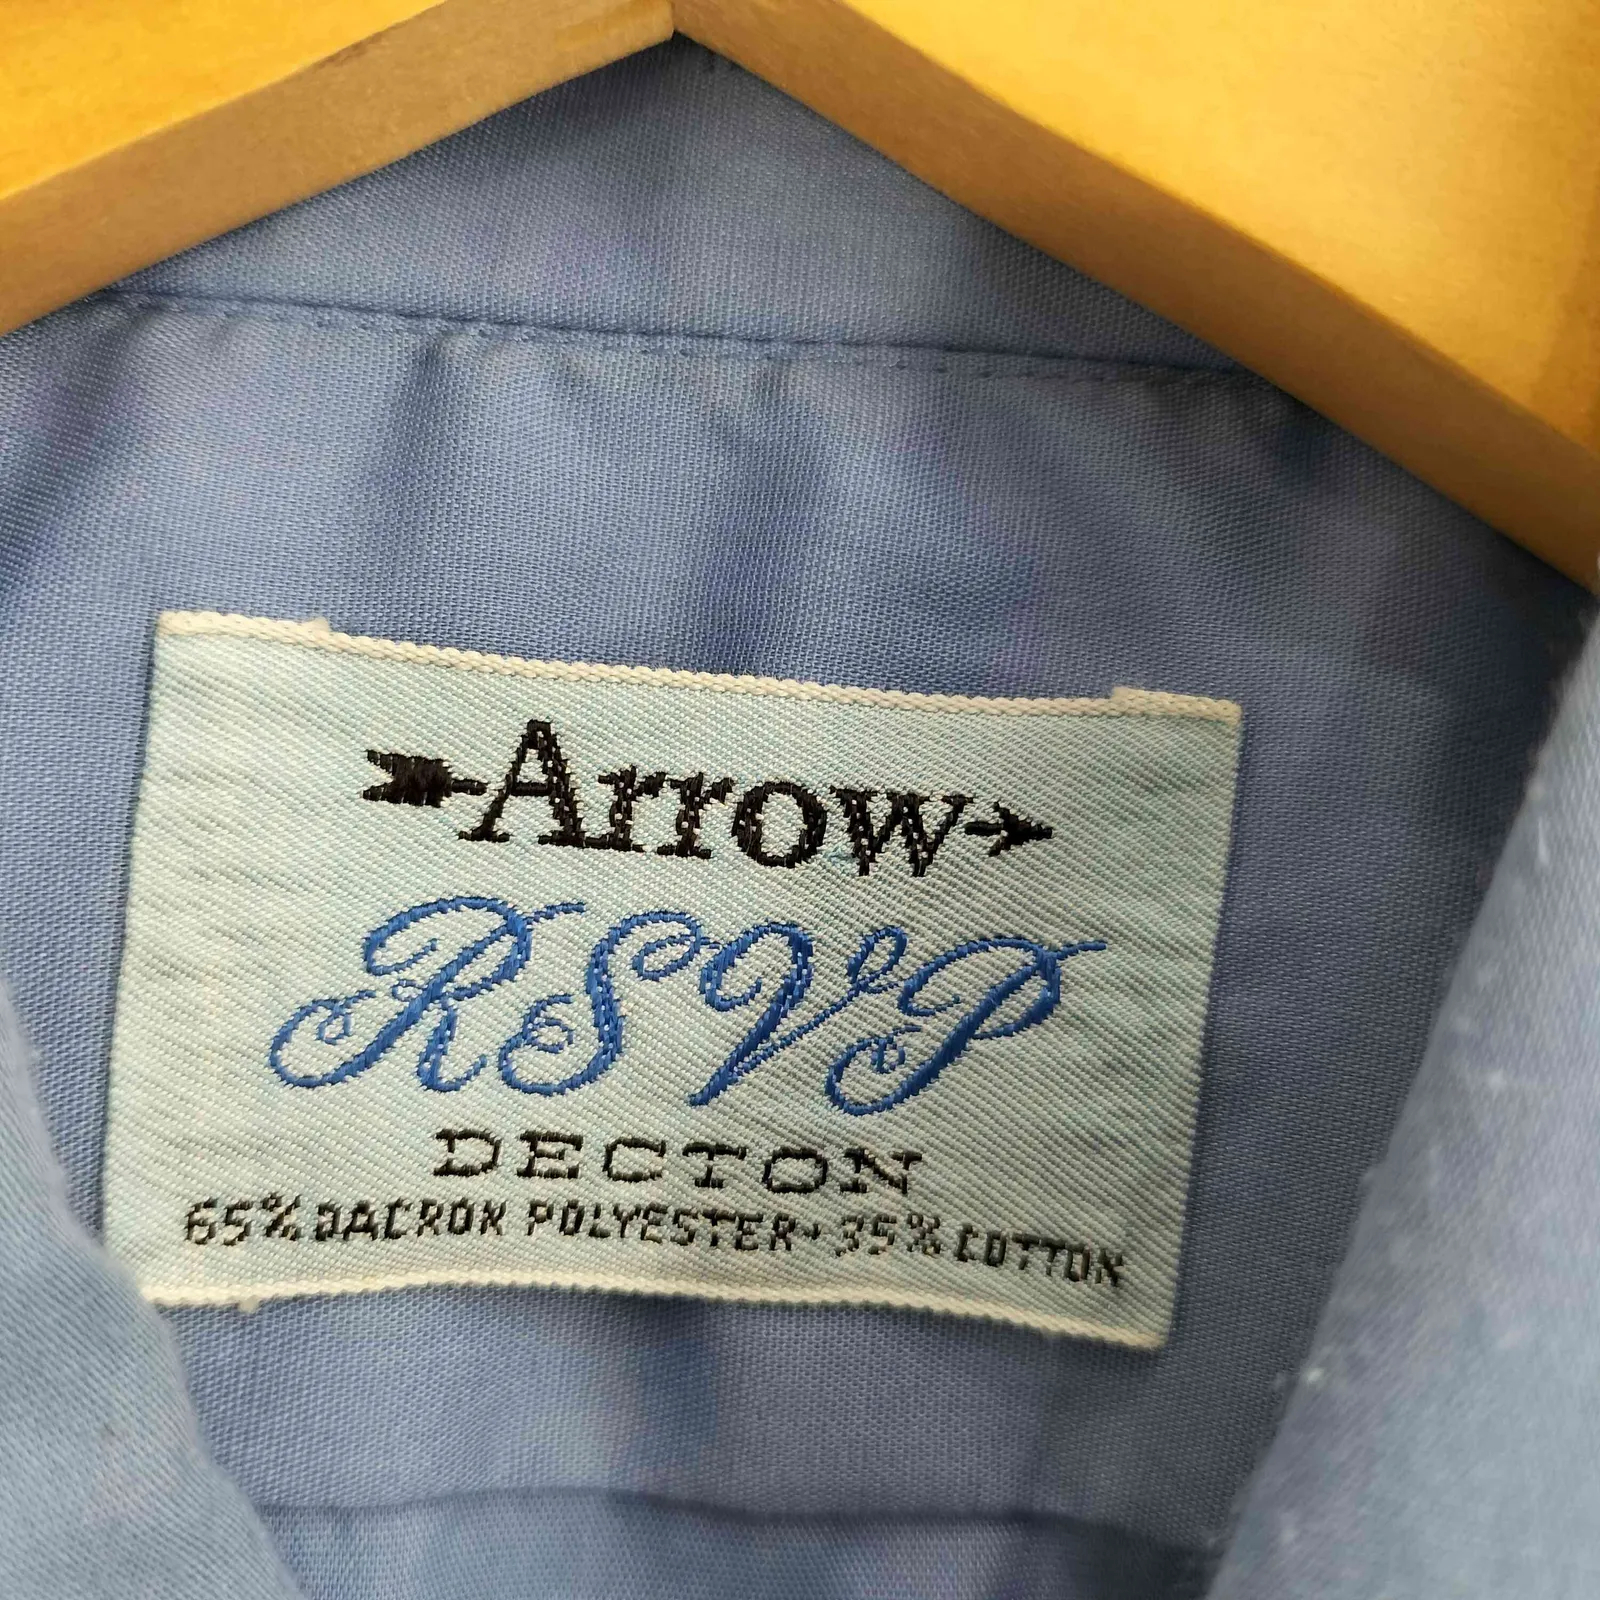 Arrow
RSVP
DECTON
65% DACRON POLYESTER · 35% COTTON